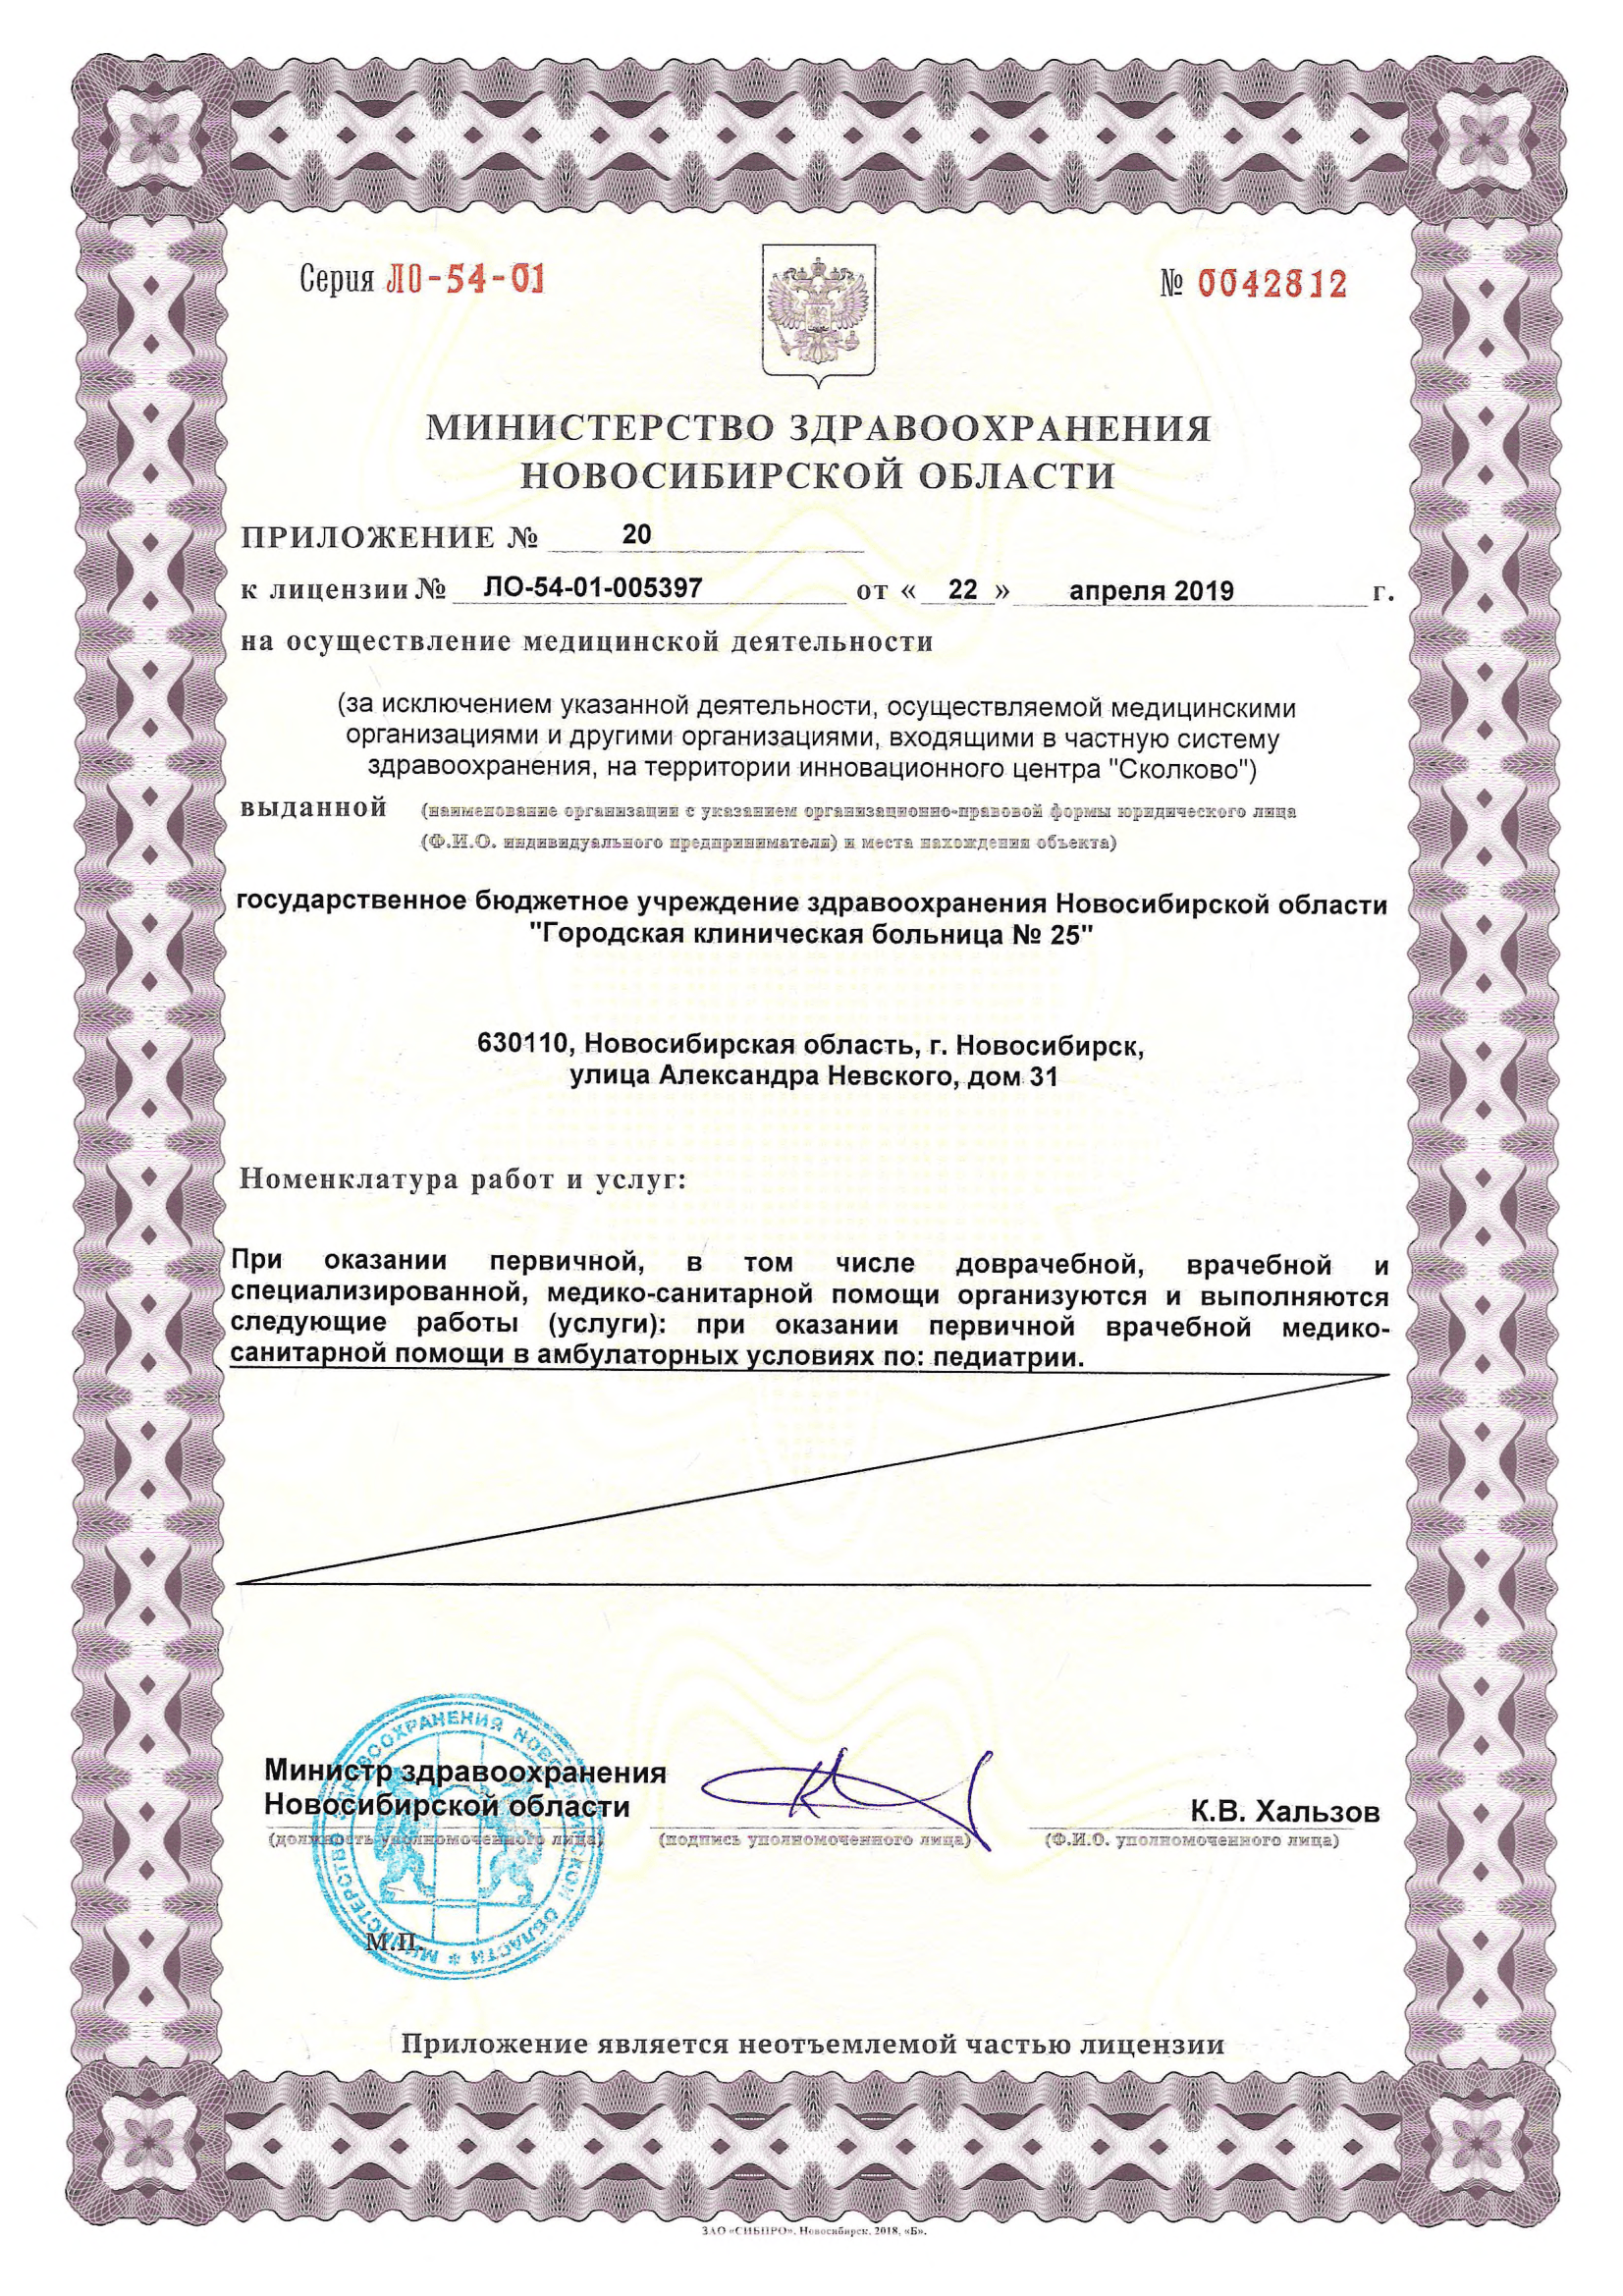 Серия ЛО-54-01
№ 0042812
МИНИСТЕРСТВО ЗДРАВООХРАНЕНИЯ
НОВОСИБИРСКОЙ ОБЛАСТИ
ПРИЛОЖЕНИЕ № 20
к лицензии № ЛО-54-01-005397 от « 22 » апреля 2019 г.
на осуществление медицинской деятельности
(за исключением указанной деятельности, осуществляемой медицинскими
организациями и другими организациями, входящими в частную систему
здравоохранения, на территории инновационного центра "Сколково")
выданной (наименование организации с указанием организационно-правовой формы юридического лица
(Ф.И.О. индивидуального предпринимателя) и места нахождения объекта)
государственное бюджетное учреждение здравоохранения Новосибирской области
"Городская клиническая больница № 25"
630110, Новосибирская область, г. Новосибирск,
улица Александра Невского, дом 31
Номенклатура работ и услуг:
При оказании первичной, в том числе доврачебной, врачебной и
специализированной, медико-санитарной помощи организуются и выполняются
следующие работы (услуги): при оказании первичной врачебной медико-
санитарной помощи в амбулаторных условиях по: педиатрии.
МИНИСТЕРСТВО ЗДРАВООХРАНЕНИЯ НОВОСИБИРСКОЙ ОБЛАСТИ *
Министр здравоохранения
Новосибирской области
К.В. Хальзов
(должность уполномоченного лица)
(подпись уполномоченного лица)
(Ф.И.О. уполномоченного лица)
М.П.
Приложение является неотъемлемой частью лицензии
ЗАО «СИБПРО», Новосибирск, 2018, «Б».